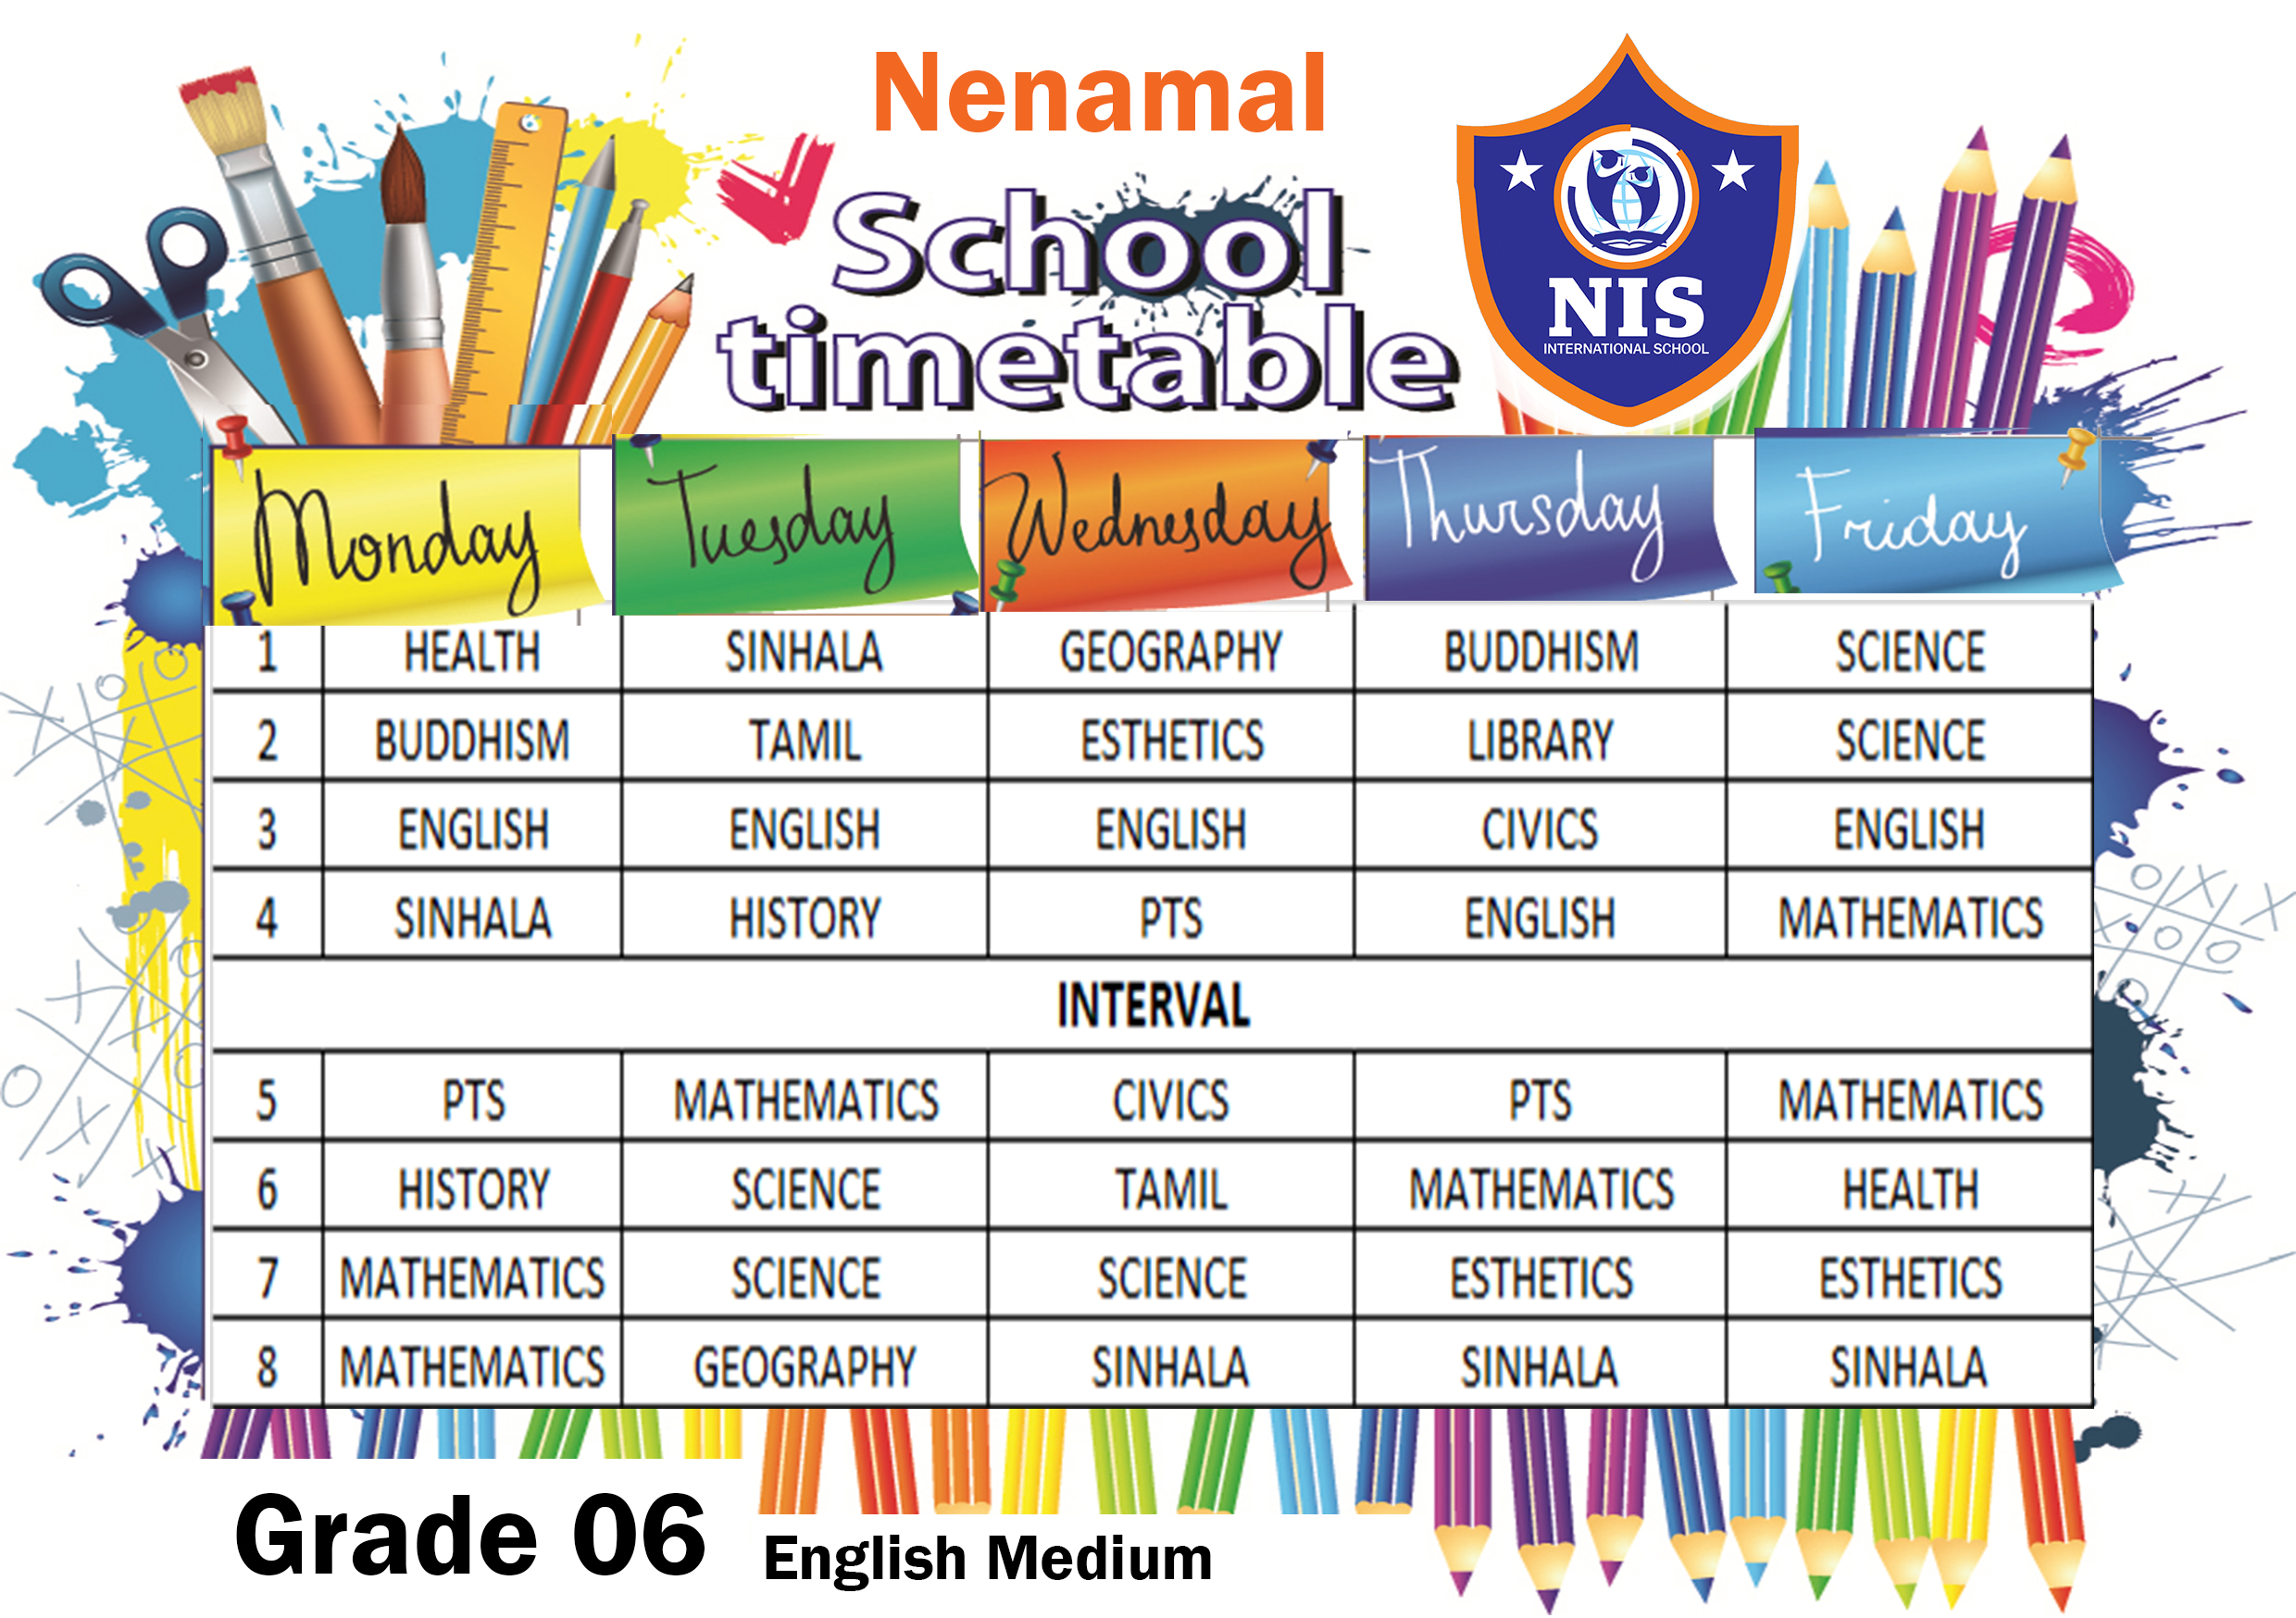 Nenamal
School
timetable
NIS
INTERNATIONAL SCHOOL
Monday Tuesday Wednesday Thursday Friday
1 HEALTH SINHALA GEOGRAPHY BUDDHISM SCIENCE
2 BUDDHISM TAMIL ESTHETICS LIBRARY SCIENCE
3 ENGLISH ENGLISH ENGLISH CIVICS ENGLISH
4 SINHALA HISTORY PTS ENGLISH MATHEMATICS
INTERVAL
5 PTS MATHEMATICS CIVICS PTS MATHEMATICS
6 HISTORY SCIENCE TAMIL MATHEMATICS HEALTH
7 MATHEMATICS SCIENCE SCIENCE ESTHETICS ESTHETICS
8 MATHEMATICS GEOGRAPHY SINHALA SINHALA SINHALA
Grade 06 English Medium